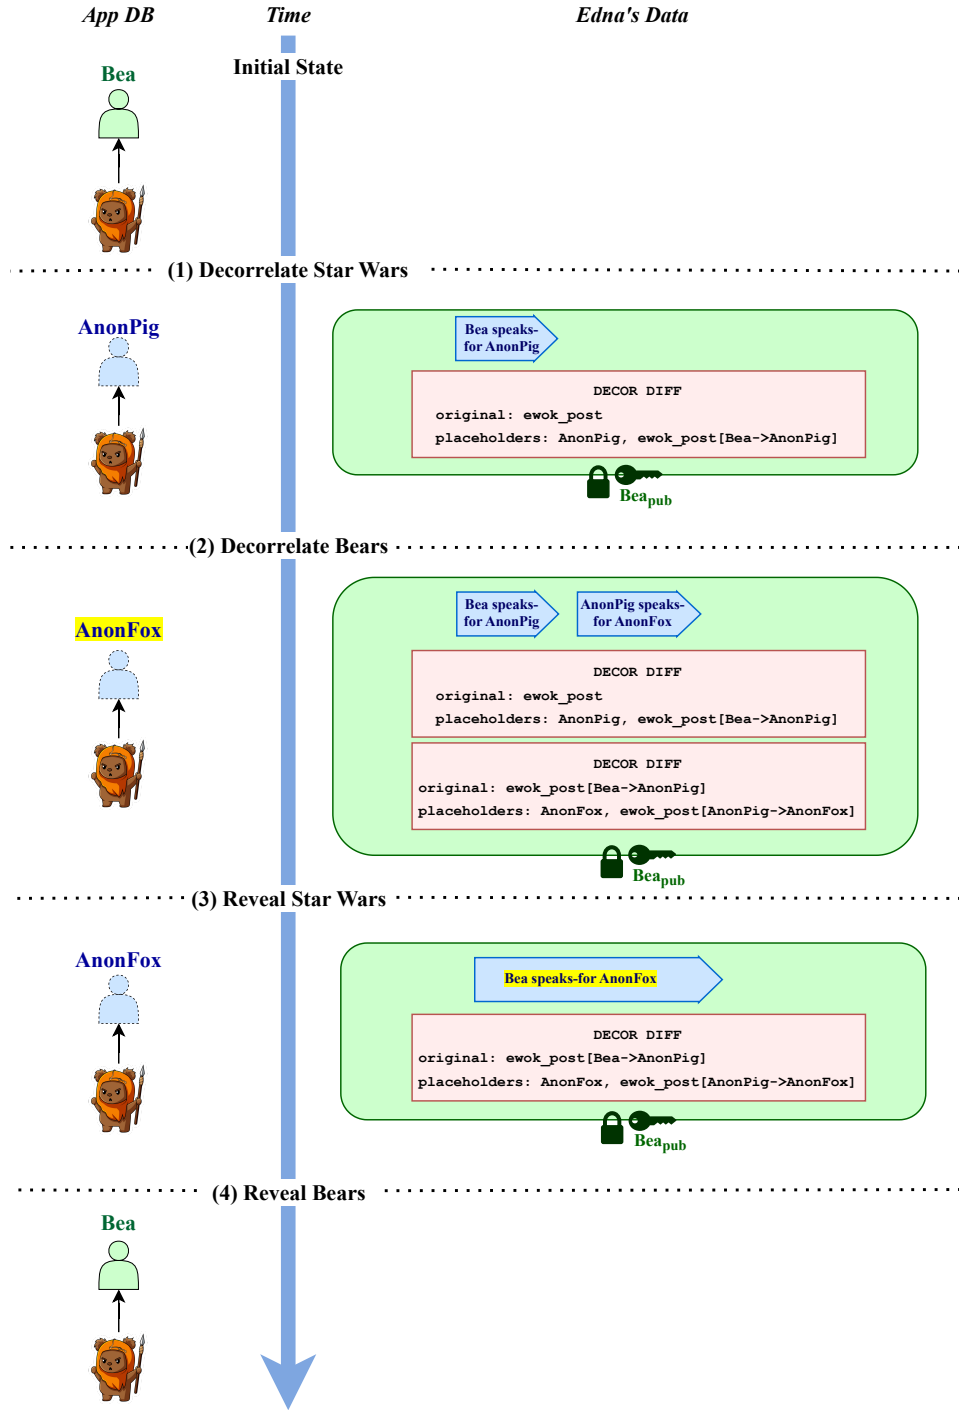 App DB Time Edna's Data
Initial State
Bea
(1) Decorrelate Star Wars
AnonPig
Bea speaks-
for AnonPig
DECOR DIFF
original: ewok_post
placeholders: AnonPig, ewok_post[Bea->AnonPig]
Bea_pub
(2) Decorrelate Bears
AnonFox
Bea speaks-
for AnonPig
AnonPig speaks-
for AnonFox
DECOR DIFF
original: ewok_post
placeholders: AnonPig, ewok_post[Bea->AnonPig]
DECOR DIFF
original: ewok_post[Bea->AnonPig]
placeholders: AnonFox, ewok_post[AnonPig->AnonFox]
Bea_pub
(3) Reveal Star Wars
AnonFox
Bea speaks-for AnonFox
DECOR DIFF
original: ewok_post[Bea->AnonPig]
placeholders: AnonFox, ewok_post[AnonPig->AnonFox]
Bea_pub
(4) Reveal Bears
Bea